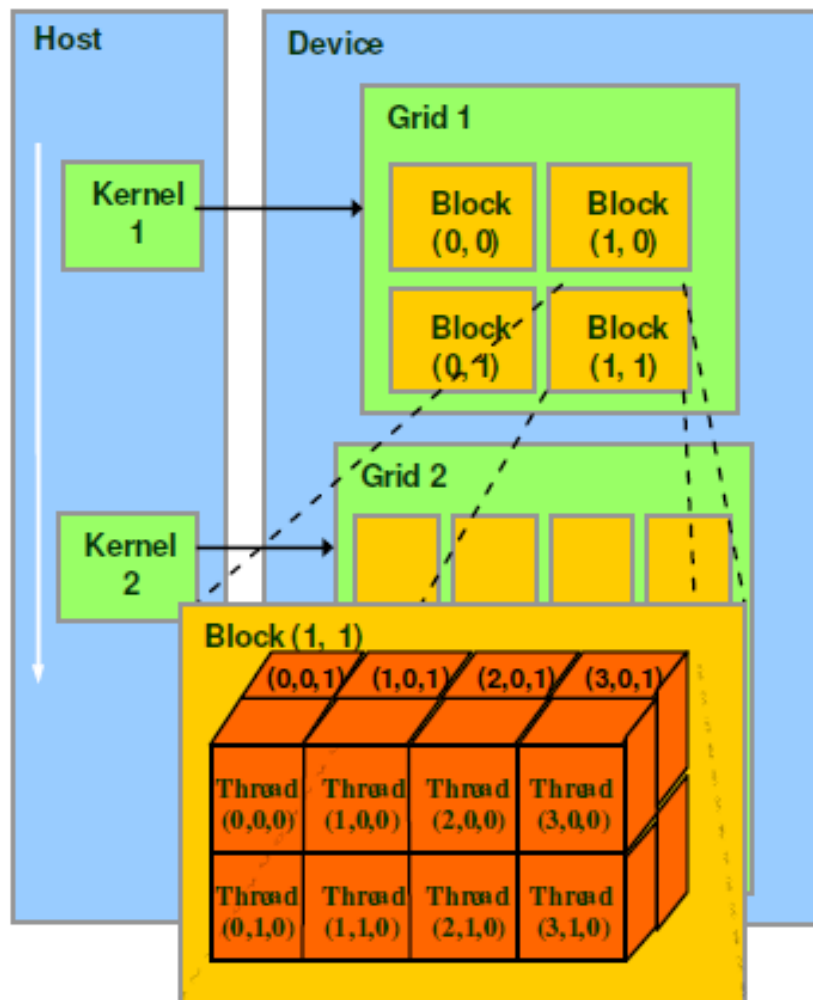 Host
Device
Grid 1
Kernel
1
Block
(0, 0)
Block
(1, 0)
Block
(0, 1)
Block
(1, 1)
Grid 2
Kernel
2
Block (1, 1)
(0,0,1)
(1,0,1)
(2,0,1)
(3,0,1)
Thread
(0,0,0)
Thread
(1,0,0)
Thread
(2,0,0)
Thread
(3,0,0)
Thread
(0,1,0)
Thread
(1,1,0)
Thread
(2,1,0)
Thread
(3,1,0)